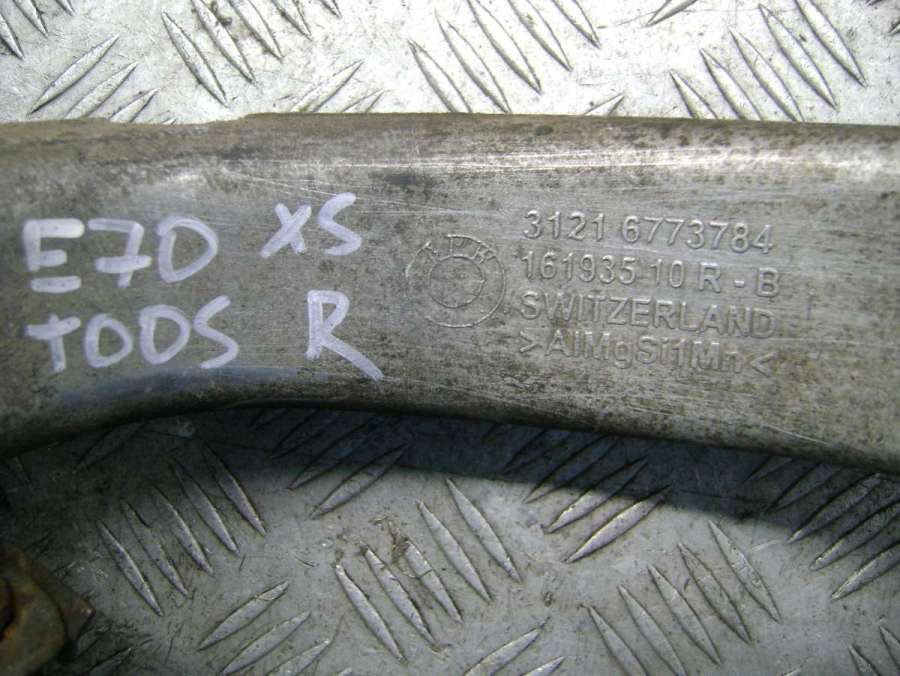 E70 XS
TODS R
3121 6773784
161935 10 R - B
SWITZERLAND
>AlMgSi1Mn<